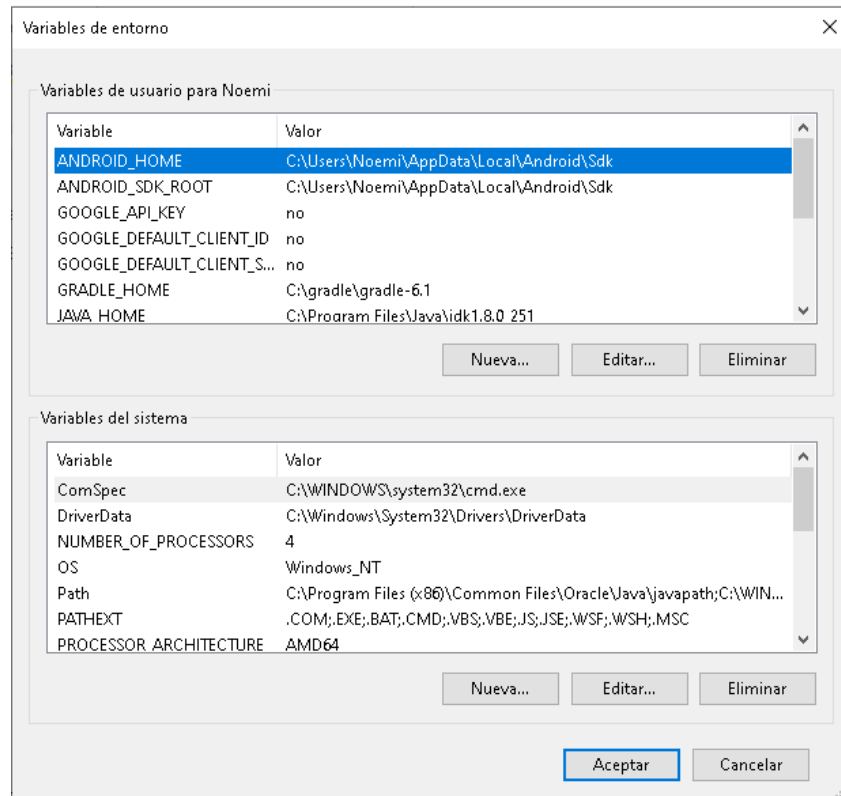 Variables de entorno
Variables de usuario para Noemi
Variable Valor
ANDROID_HOME C:\Users\Noemi\AppData\Local\Android\Sdk
ANDROID_SDK_ROOT C:\Users\Noemi\AppData\Local\Android\Sdk
GOOGLE_API_KEY no
GOOGLE_DEFAULT_CLIENT_ID no
GOOGLE_DEFAULT_CLIENT_S... no
GRADLE_HOME C:\gradle\gradle-6.1
JAVA_HOME C:\Program Files\Java\jdk1.8.0_251
Nueva... Editar... Eliminar
Variables del sistema
Variable Valor
ComSpec C:\WINDOWS\system32\cmd.exe
DriverData C:\Windows\System32\Drivers\DriverData
NUMBER_OF_PROCESSORS 4
OS Windows_NT
Path C:\Program Files (x86)\Common Files\Oracle\Java\javapath;C:\WIN...
PATHEXT .COM;.EXE;.BAT;.CMD;.VBS;.VBE;.JS;.JSE;.WSF;.WSH;.MSC
PROCESSOR_ARCHITECTURE AMD64
Nueva... Editar... Eliminar
Aceptar Cancelar